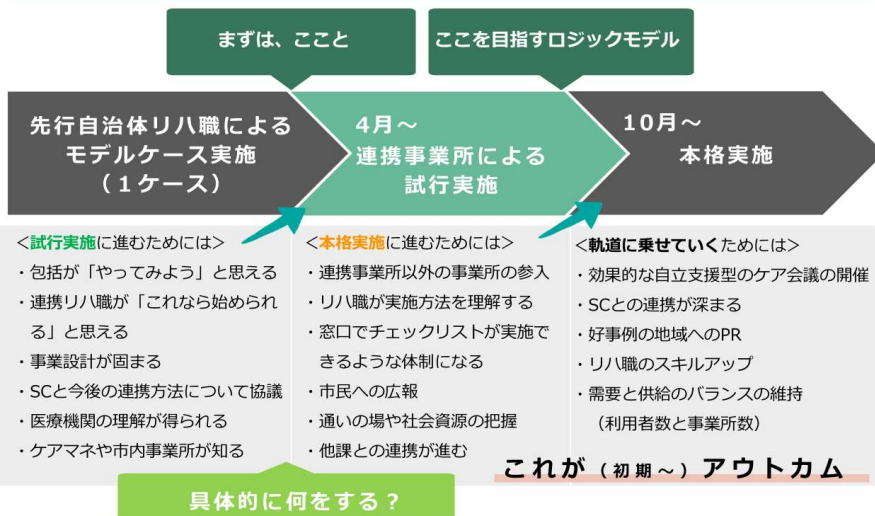 まずは、ここと
ここを目指すロジックモデル
先行自治体リハ職による
モデルケース実施
（１ケース）
4月～
連携事業所による
試行実施
10月～
本格実施
＜試行実施に進むためには＞
・包括が「やってみよう」と思える
・連携リハ職が「これなら始められ
る」と思える
・事業設計が固まる
・SCと今後の連携方法について協議
・医療機関の理解が得られる
・ケアマネや市内事業所が知る
＜本格実施に進むためには＞
・連携事業所以外の事業所の参入
・リハ職が実施方法を理解する
・窓口でチェックリストが実施で
きるような体制になる
・市民への広報
・通いの場や社会資源の把握
・他課との連携が進む
＜軌道に乗せていくためには＞
・効果的な自立支援型のケア会議の開催
・SCとの連携が深まる
・好事例の地域へのPR
・リハ職のスキルアップ
・需要と供給のバランスの維持
（利用者数と事業所数）
これが（初期～）アウトカム
具体的に何をする？